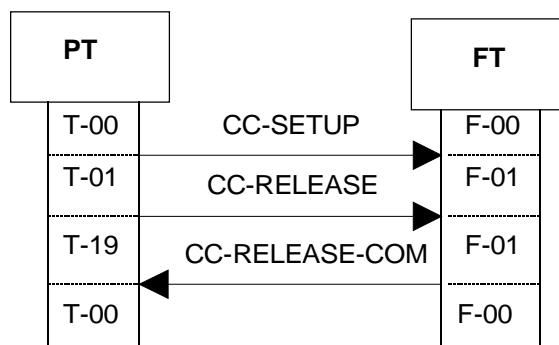 PT
FT
T-00
CC-SETUP
F-00
T-01
CC-RELEASE
F-01
T-19
CC-RELEASE-COM
F-01
T-00
F-00